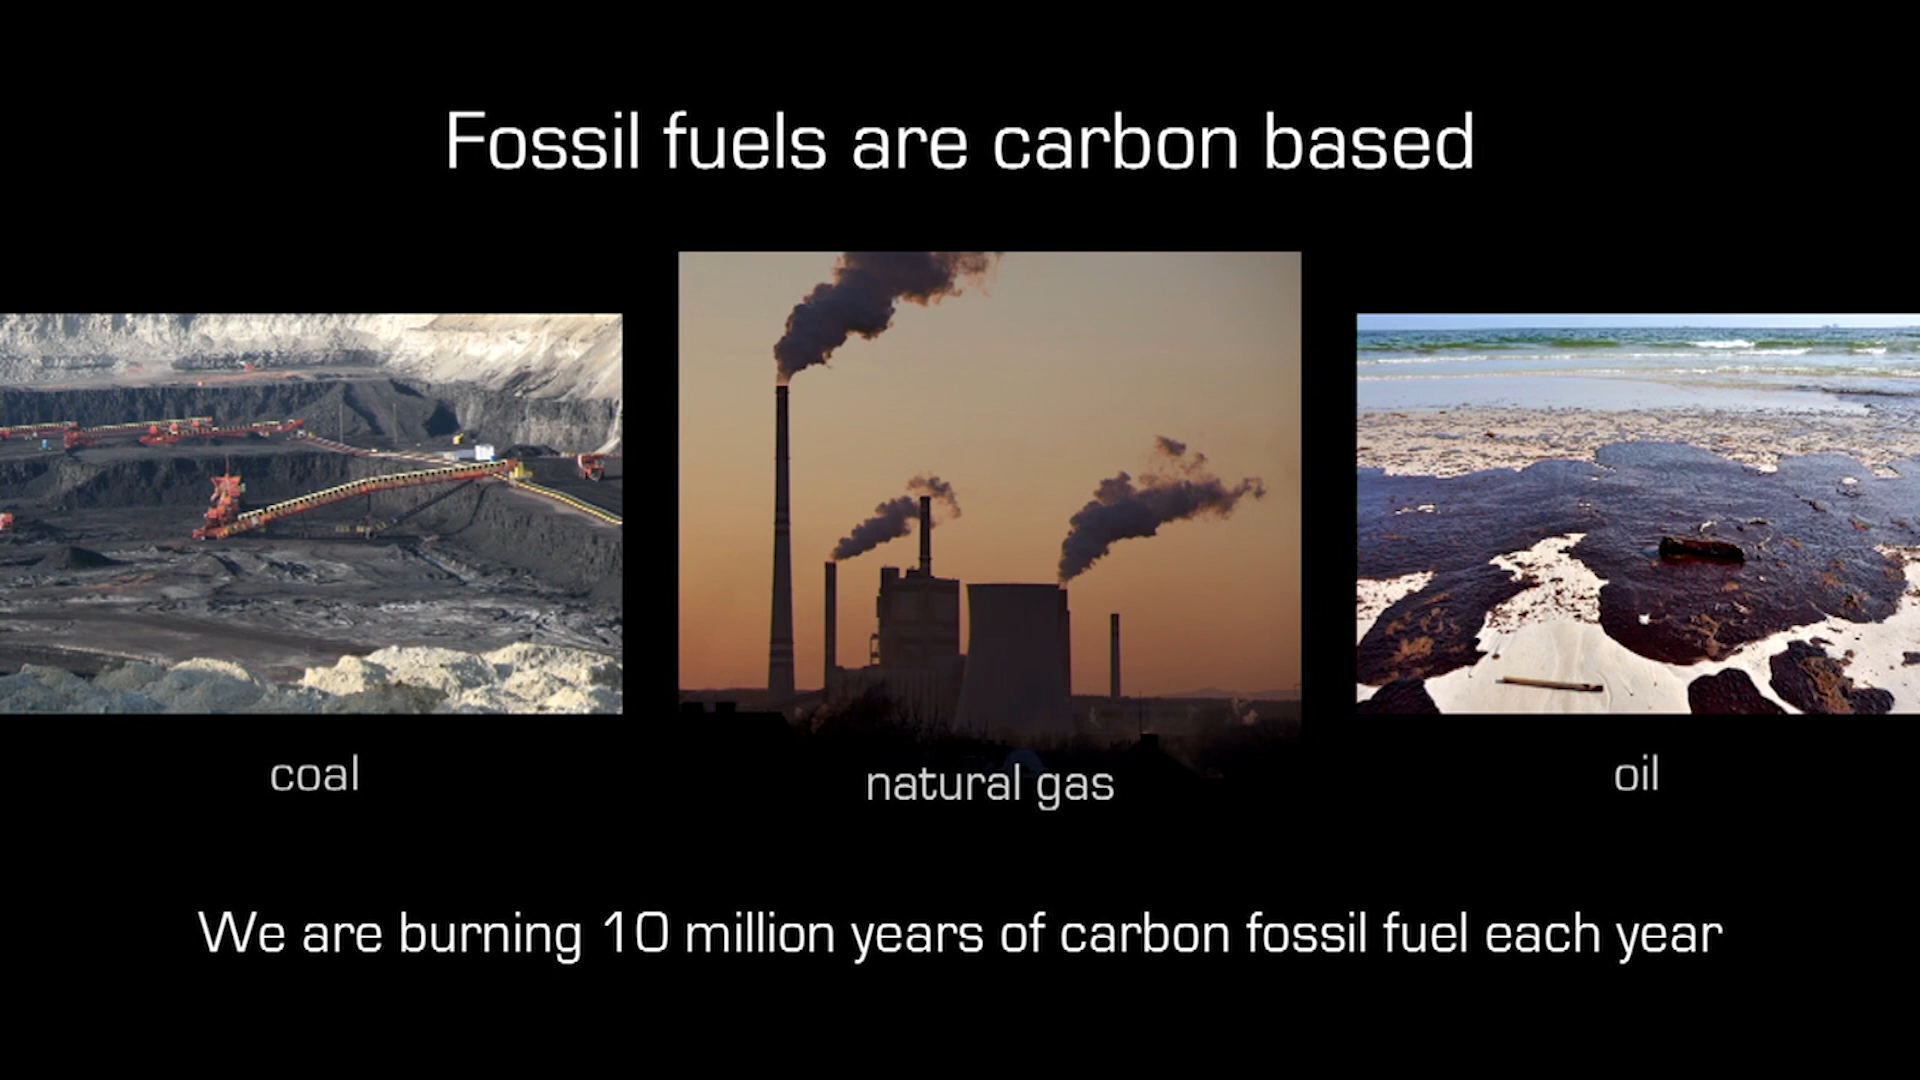 Fossil fuels are carbon based
coal
natural gas
oil
We are burning 10 million years of carbon fossil fuel each year